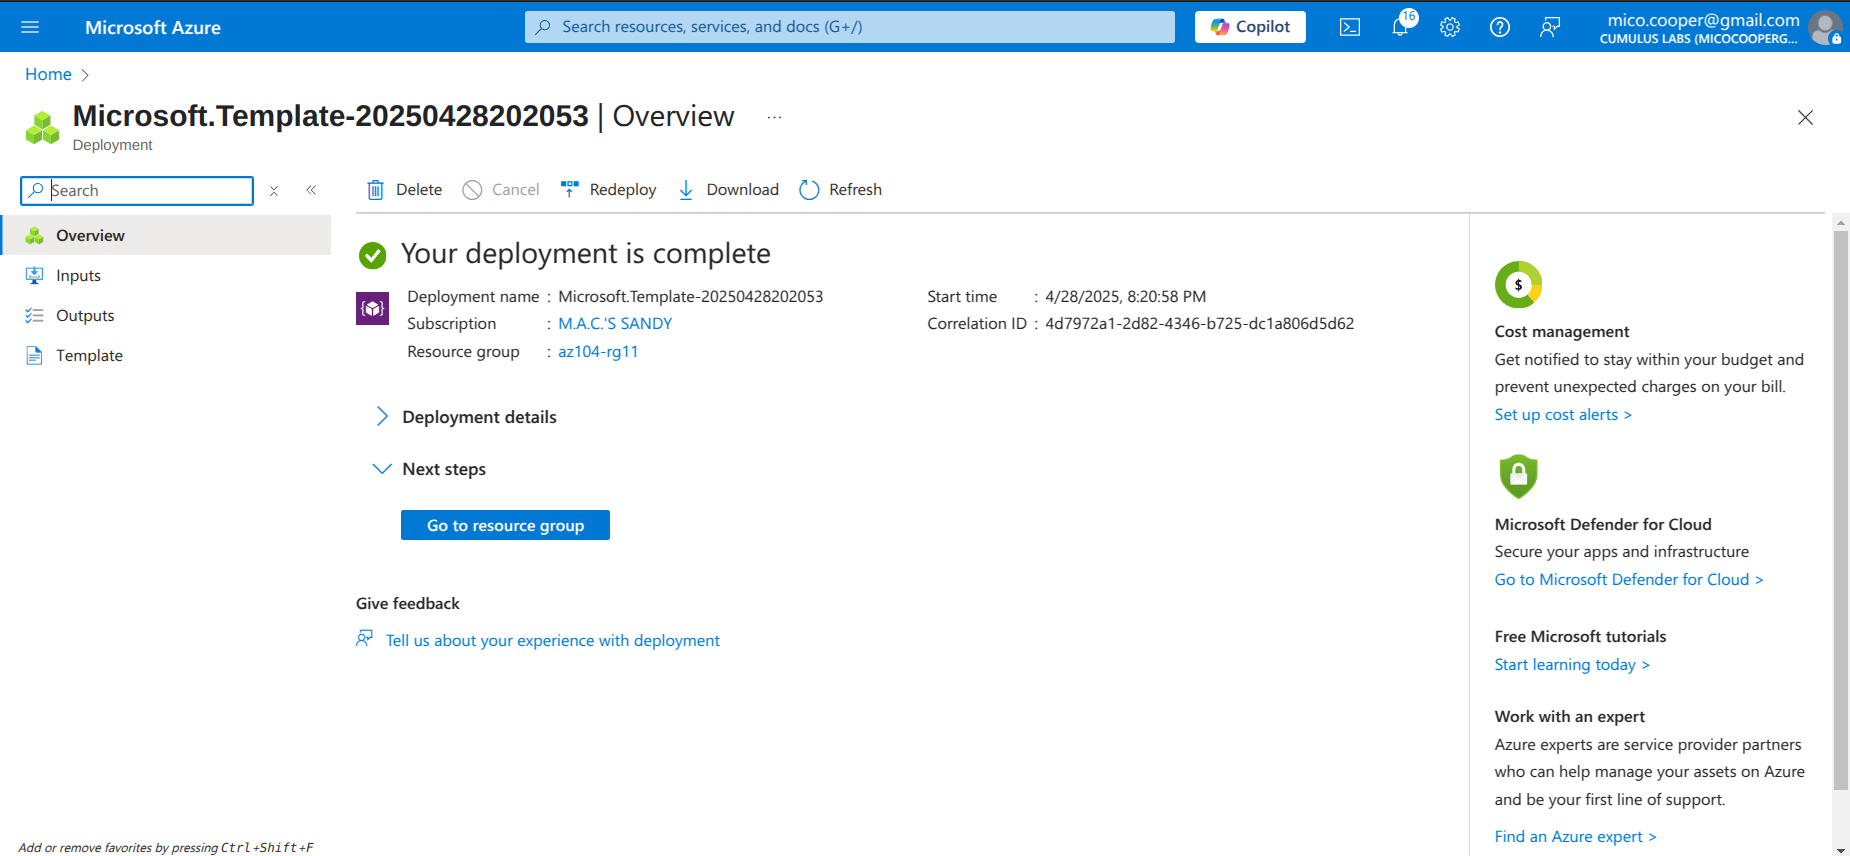 Microsoft Azure
Search resources, services, and docs (G+/)
Copilot
16
mico.cooper@gmail.com
CUMULUS LABS (MICOCOOPERG...
Home
Microsoft.Template-20250428202053 | Overview ...
Deployment
Search
Delete
Cancel
Redeploy
Download
Refresh
Overview
Inputs
Outputs
Template
Your deployment is complete
Deployment name : Microsoft.Template-20250428202053
Subscription : M.A.C.'S SANDY
Resource group : az104-rg11
Start time : 4/28/2025, 8:20:58 PM
Correlation ID : 4d7972a1-2d82-4346-b725-dc1a806d5d62
Deployment details
Next steps
Go to resource group
Give feedback
Tell us about your experience with deployment
$
Cost management
Get notified to stay within your budget and
prevent unexpected charges on your bill.
Set up cost alerts >
Microsoft Defender for Cloud
Secure your apps and infrastructure
Go to Microsoft Defender for Cloud >
Free Microsoft tutorials
Start learning today >
Work with an expert
Azure experts are service provider partners
who can help manage your assets on Azure
and be your first line of support.
Find an Azure expert >
Add or remove favorites by pressing Ctrl+Shift+F